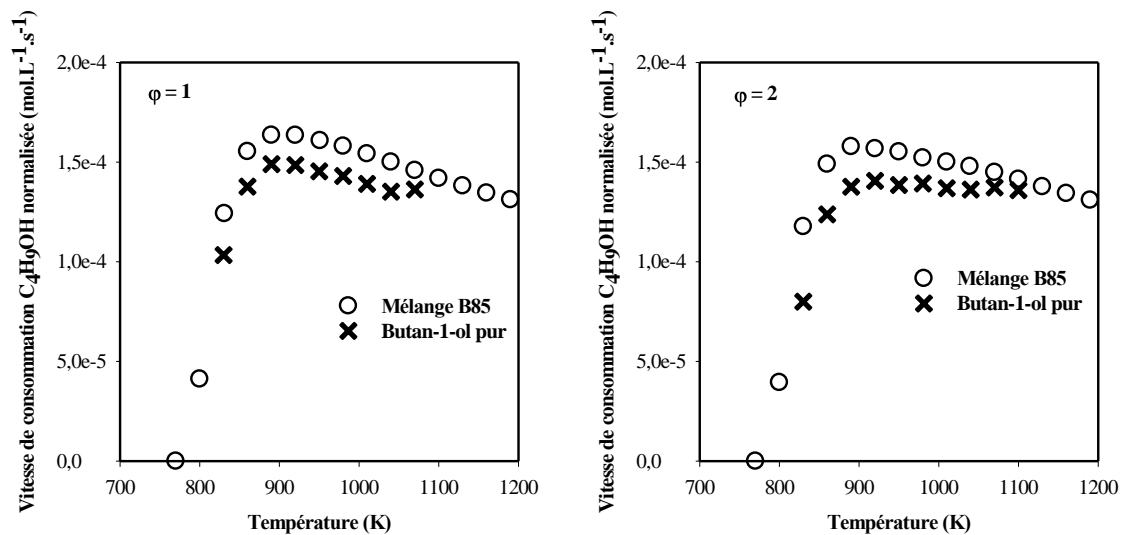 Vitesse de consommation C4H9OH normalisée (mol.L-1.s-1)
2,0e-4
1,5e-4
1,0e-4
5,0e-5
0,0
φ = 1
Mélange B85
Butan-1-ol pur
700 800 900 1000 1100 1200
Température (K)
Vitesse de consommation C4H9OH normalisée (mol.L-1.s-1)
2,0e-4
1,5e-4
1,0e-4
5,0e-5
0,0
φ = 2
Mélange B85
Butan-1-ol pur
700 800 900 1000 1100 1200
Température (K)